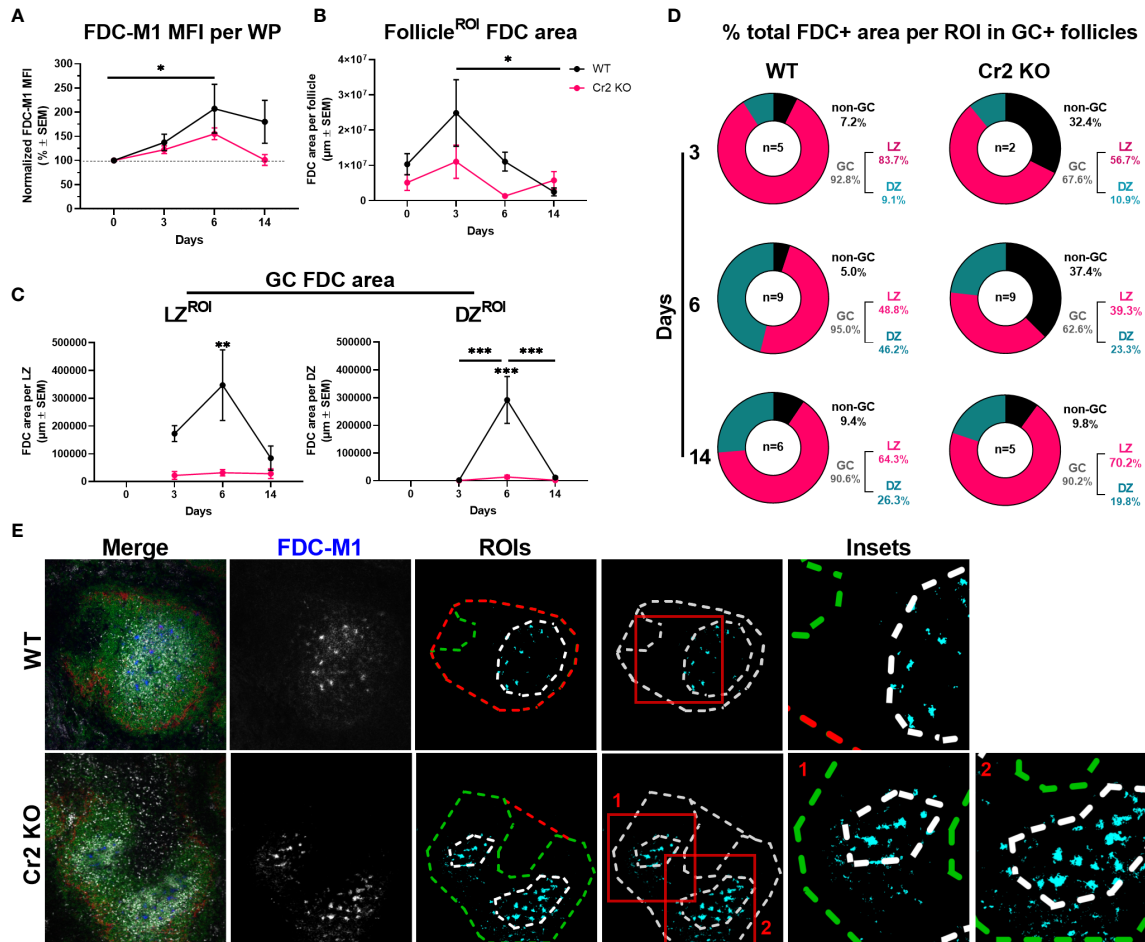 A
FDC-M1 MFI per WP
Normalized FDC-M1 MFI
(% ± SEM)
300
250
200
150
100
75
50
25
0
*
0 3 6 14
Days
B
Follicle^ROI FDC area
FDC area per follicle
(µm ± SEM)
4×10^7
3×10^7
2×10^7
1×10^7
0
*
0 3 6 14
Days
WT
Cr2 KO
C
GC FDC area
LZ^ROI
FDC area per LZ
(µm ± SEM)
500000
400000
300000
200000
100000
0
**
0 3 6 14
Days
DZ^ROI
FDC area per DZ
(µm ± SEM)
500000
400000
300000
200000
100000
0
*** ***
***
0 3 6 14
Days
D
% total FDC+ area per ROI in GC+ follicles
WT
Cr2 KO
Days
3
n=5
non-GC
7.2%
GC
92.8%
LZ
83.7%
DZ
9.1%
n=2
non-GC
32.4%
GC
67.6%
LZ
56.7%
DZ
10.9%
6
n=9
non-GC
5.0%
GC
95.0%
LZ
48.8%
DZ
46.2%
n=9
non-GC
37.4%
GC
62.6%
LZ
39.3%
DZ
23.3%
14
n=6
non-GC
9.4%
GC
90.6%
LZ
64.3%
DZ
26.3%
n=5
non-GC
9.8%
GC
90.2%
LZ
70.2%
DZ
19.8%
E
Merge
FDC-M1
ROIs
Insets
WT
Cr2 KO
1
2
1
2